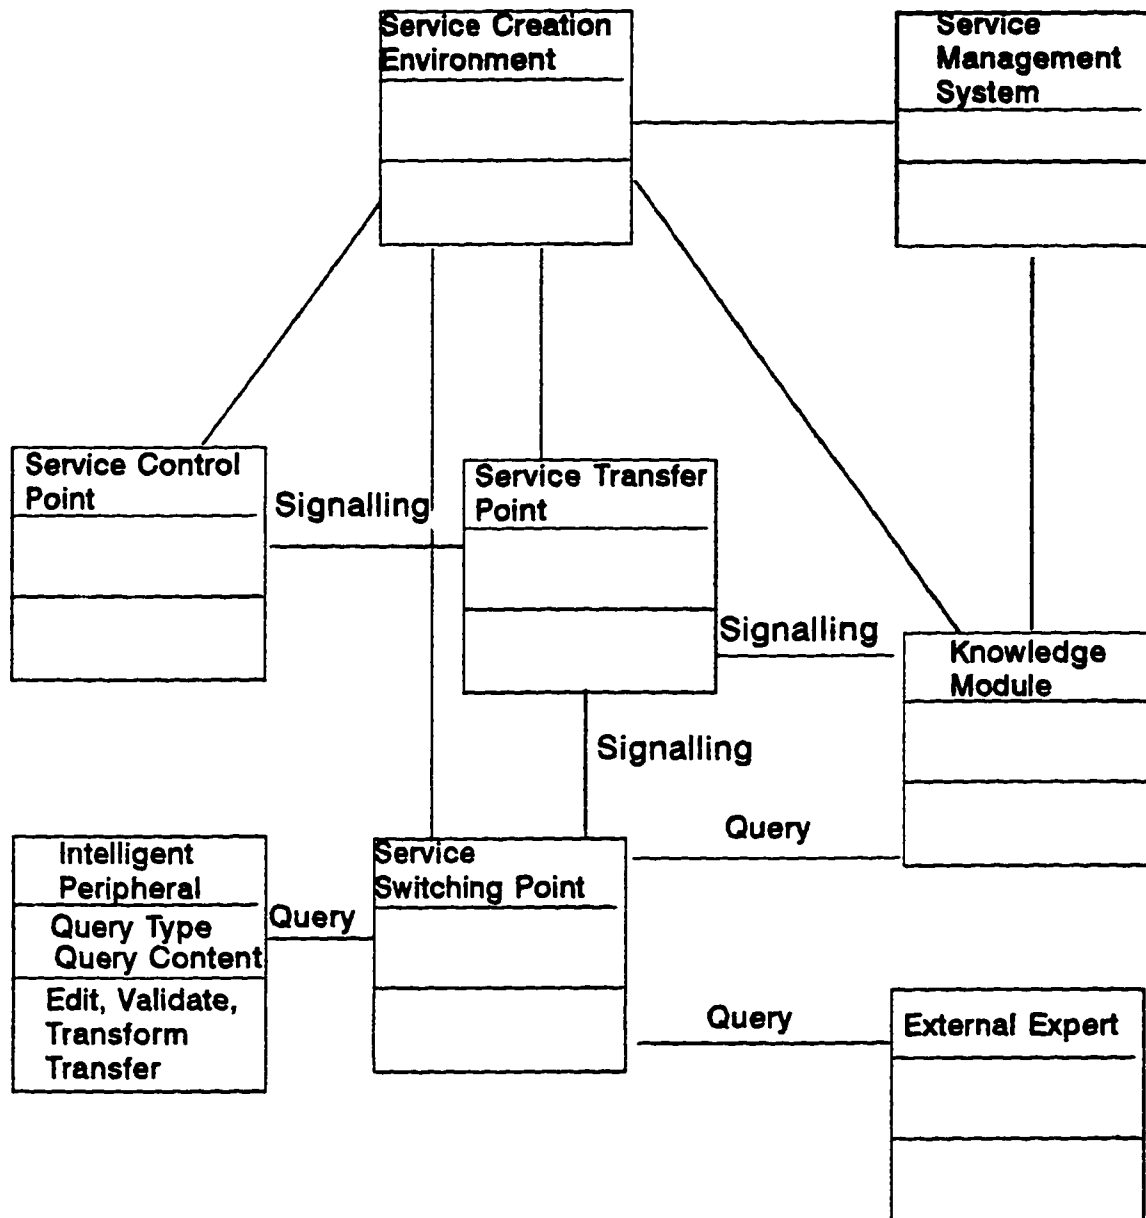 Service Creation
Environment
Service
Management
System
Service Control
Point
Signalling
Service Transfer
Point
Signalling
Knowledge
Module
Signalling
Query
Intelligent
Peripheral
Query Type
Query Content
Edit, Validate,
Transform
Transfer
Query
Service
Switching Point
Query
External Expert